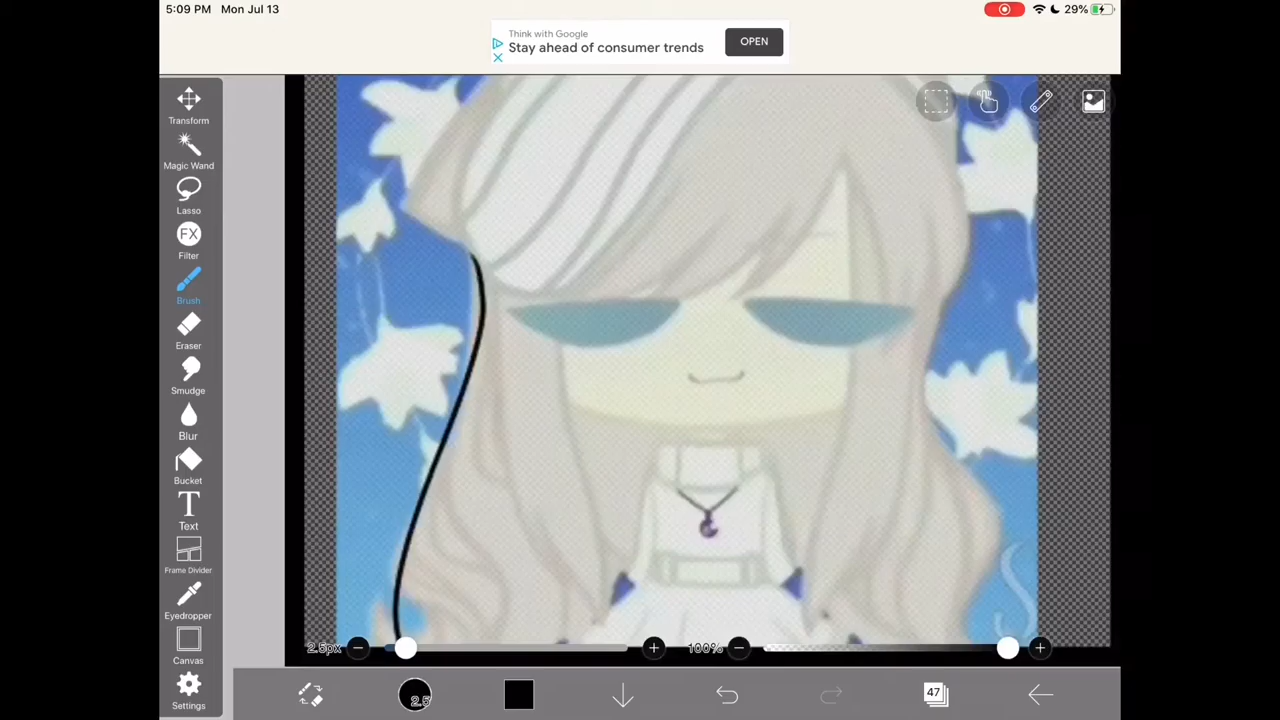 5:09 PM Mon Jul 13
29%
Think with Google
Stay ahead of consumer trends
OPEN
Transform
Magic Wand
Lasso
FX
Filter
Brush
Eraser
Smudge
Blur
Bucket
T
Text
Frame Divider
Eyedropper
Canvas
Settings
2.5px
100%
2.5
47